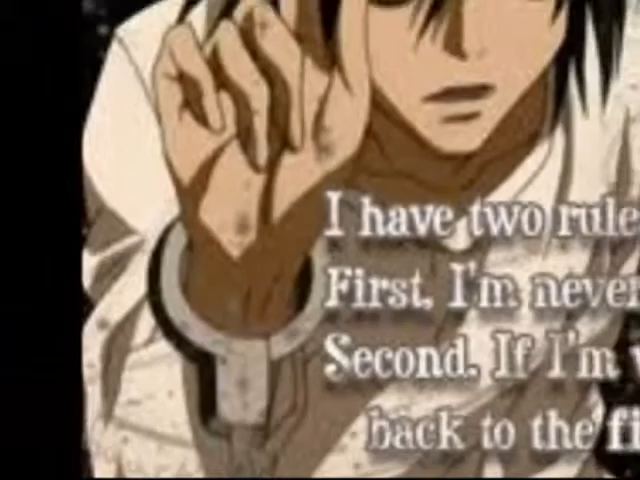 I have two rule
First, I'm never
Second. If I'm
back to the fi